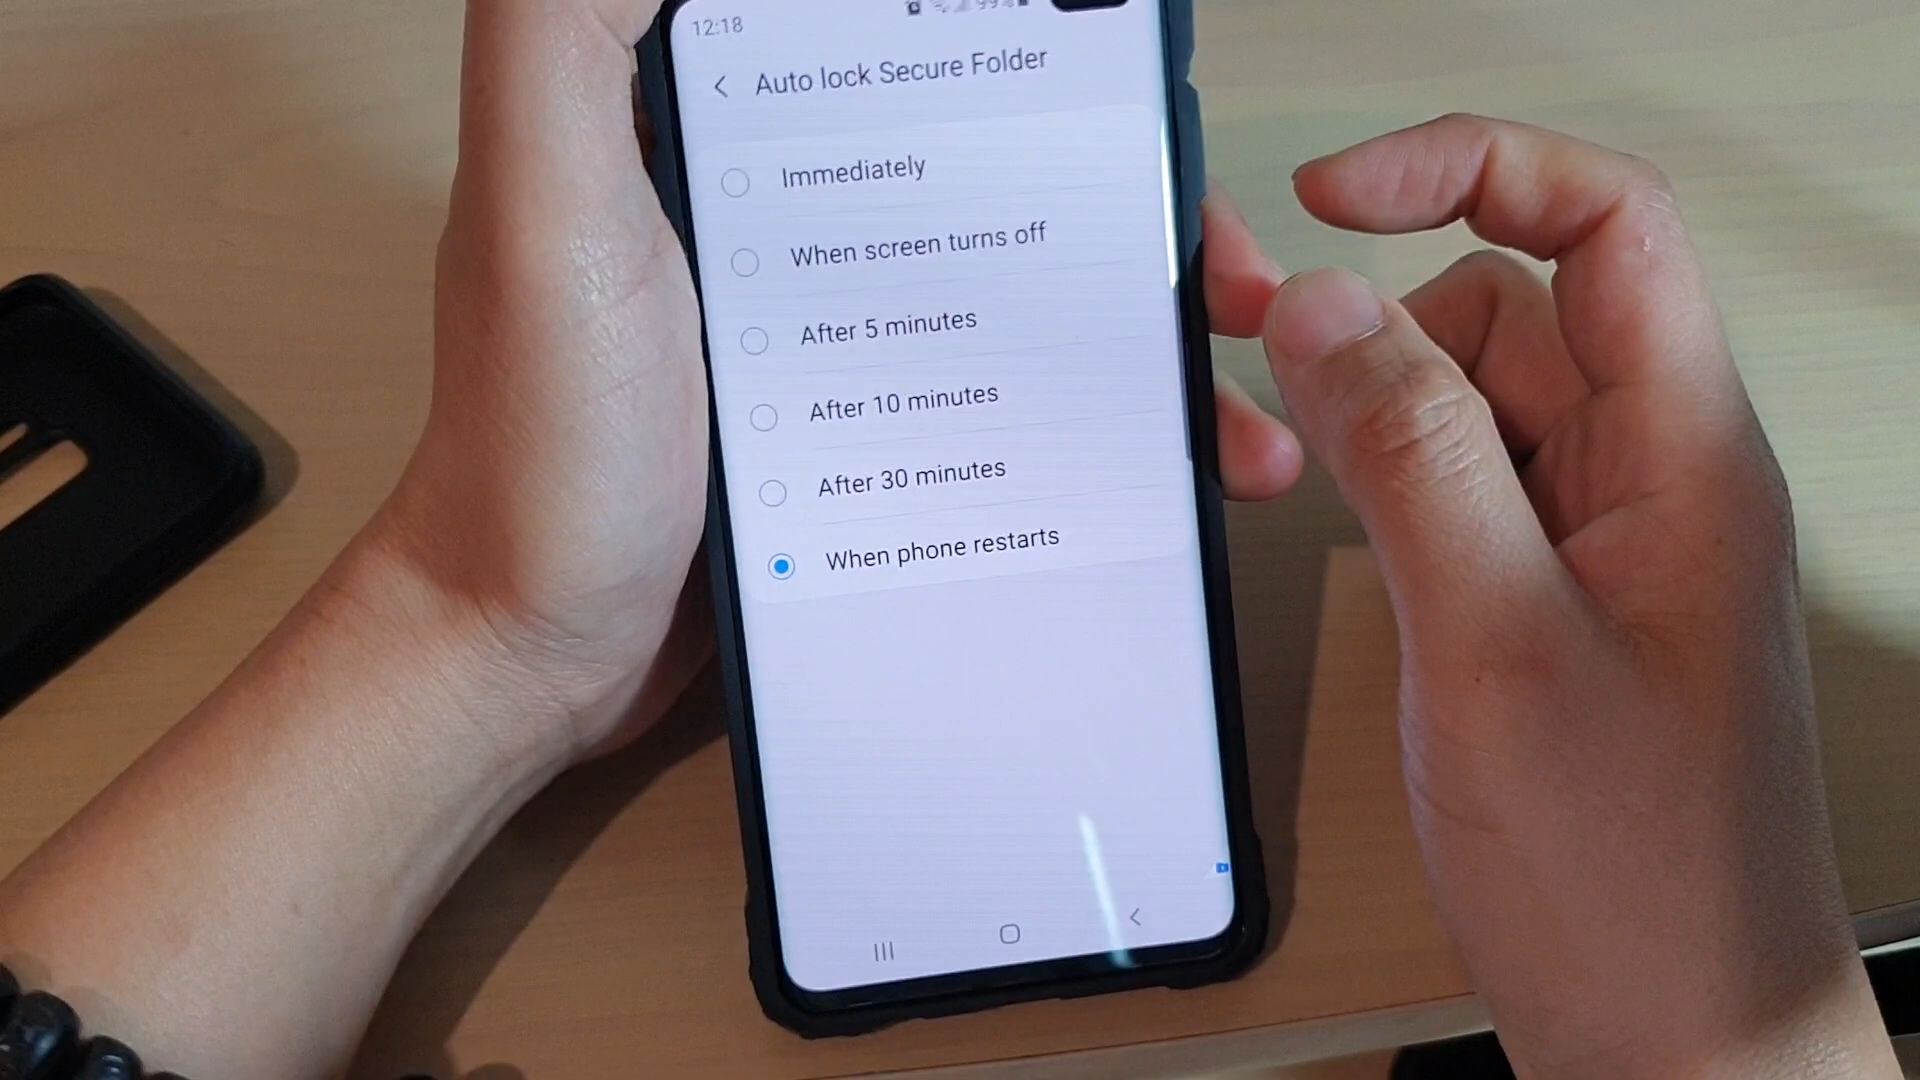 12:18
Auto lock Secure Folder
Immediately
When screen turns off
After 5 minutes
After 10 minutes
After 30 minutes
When phone restarts